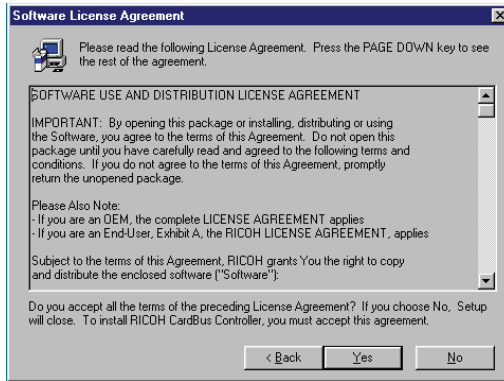 Software License Agreement
Please read the following License Agreement. Press the PAGE DOWN key to see
the rest of the agreement.
SOFTWARE USE AND DISTRIBUTION LICENSE AGREEMENT
IMPORTANT: By opening this package or installing, distributing or using
the Software, you agree to the terms of this Agreement. Do not open this
package until you have carefully read and agreed to the following terms and
conditions. If you do not agree to the terms of this Agreement, promptly
return the unopened package.
Please Also Note:
- If you are an OEM, the complete LICENSE AGREEMENT applies
- If you are an End-User, Exhibit A, the RICOH LICENSE AGREEMENT, applies
Subject to the terms of this Agreement, RICOH grants You the right to copy
and distribute the enclosed software ("Software"):
Do you accept all the terms of the preceding License Agreement? If you choose No, Setup
will close. To install RICOH CardBus Controller, you must accept this agreement.
< Back Yes No